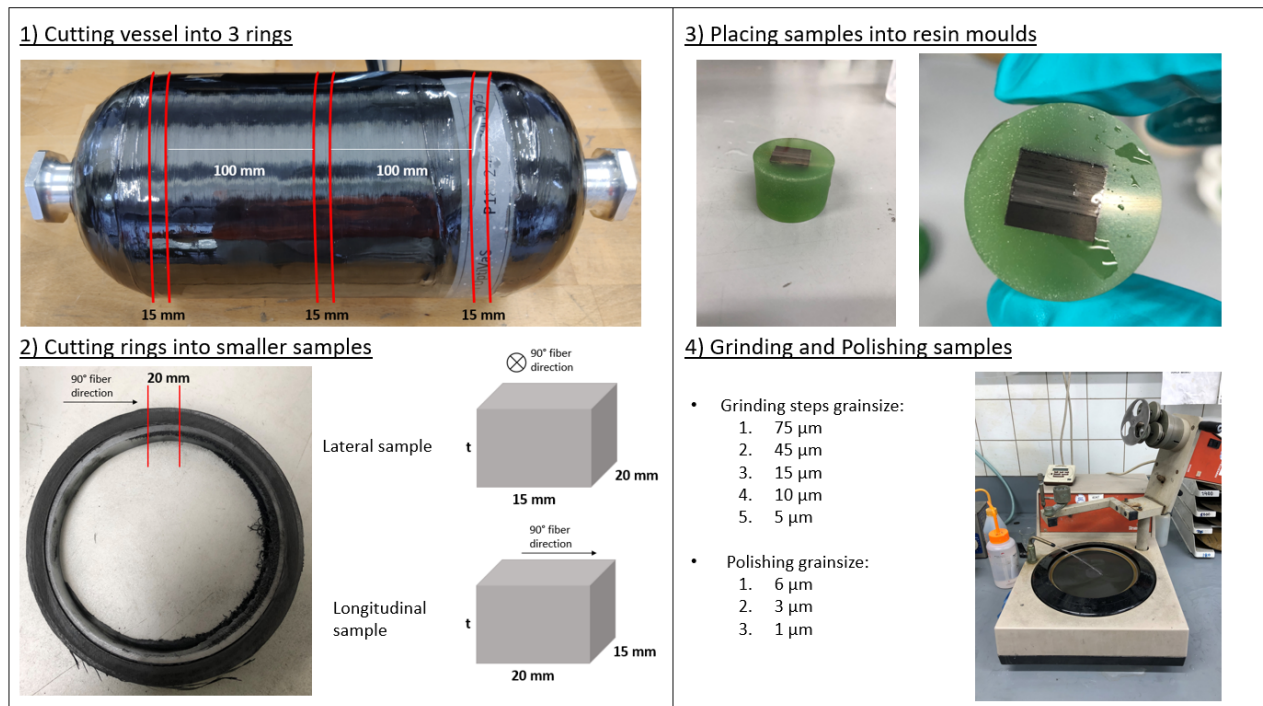 1) Cutting vessel into 3 rings
100 mm
100 mm
15 mm
15 mm
15 mm
2) Cutting rings into smaller samples
90° fiber
direction
20 mm
Lateral sample
90° fiber
direction
t
15 mm
20 mm
Longitudinal
sample
90° fiber
direction
t
20 mm
15 mm
3) Placing samples into resin moulds
4) Grinding and Polishing samples
• Grinding steps grainsize:
1. 75 µm
2. 45 µm
3. 15 µm
4. 10 µm
5. 5 µm
• Polishing grainsize:
1. 6 µm
2. 3 µm
3. 1 µm